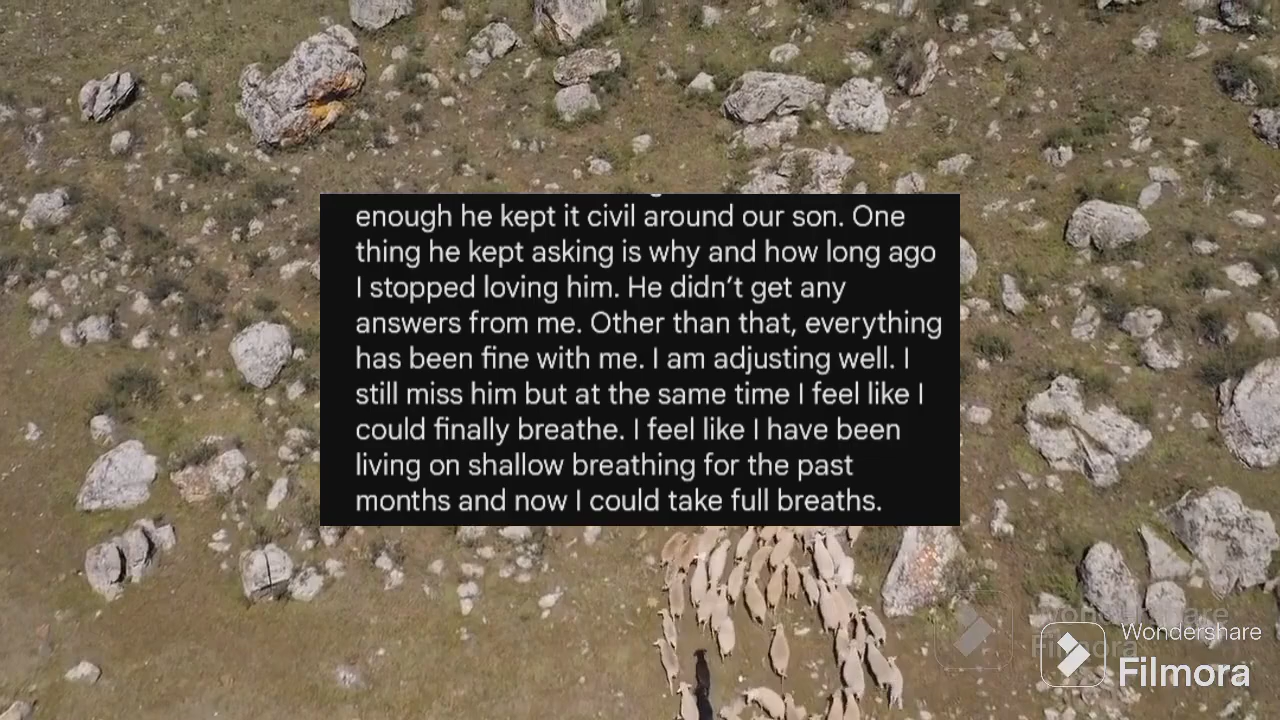 enough he kept it civil around our son. One
thing he kept asking is why and how long ago
I stopped loving him. He didn't get any
answers from me. Other than that, everything
has been fine with me. I am adjusting well. I
still miss him but at the same time I feel like I
could finally breathe. I feel like I have been
living on shallow breathing for the past
months and now I could take full breaths.
Wondershare
Filmora
Wondershare
Filmora